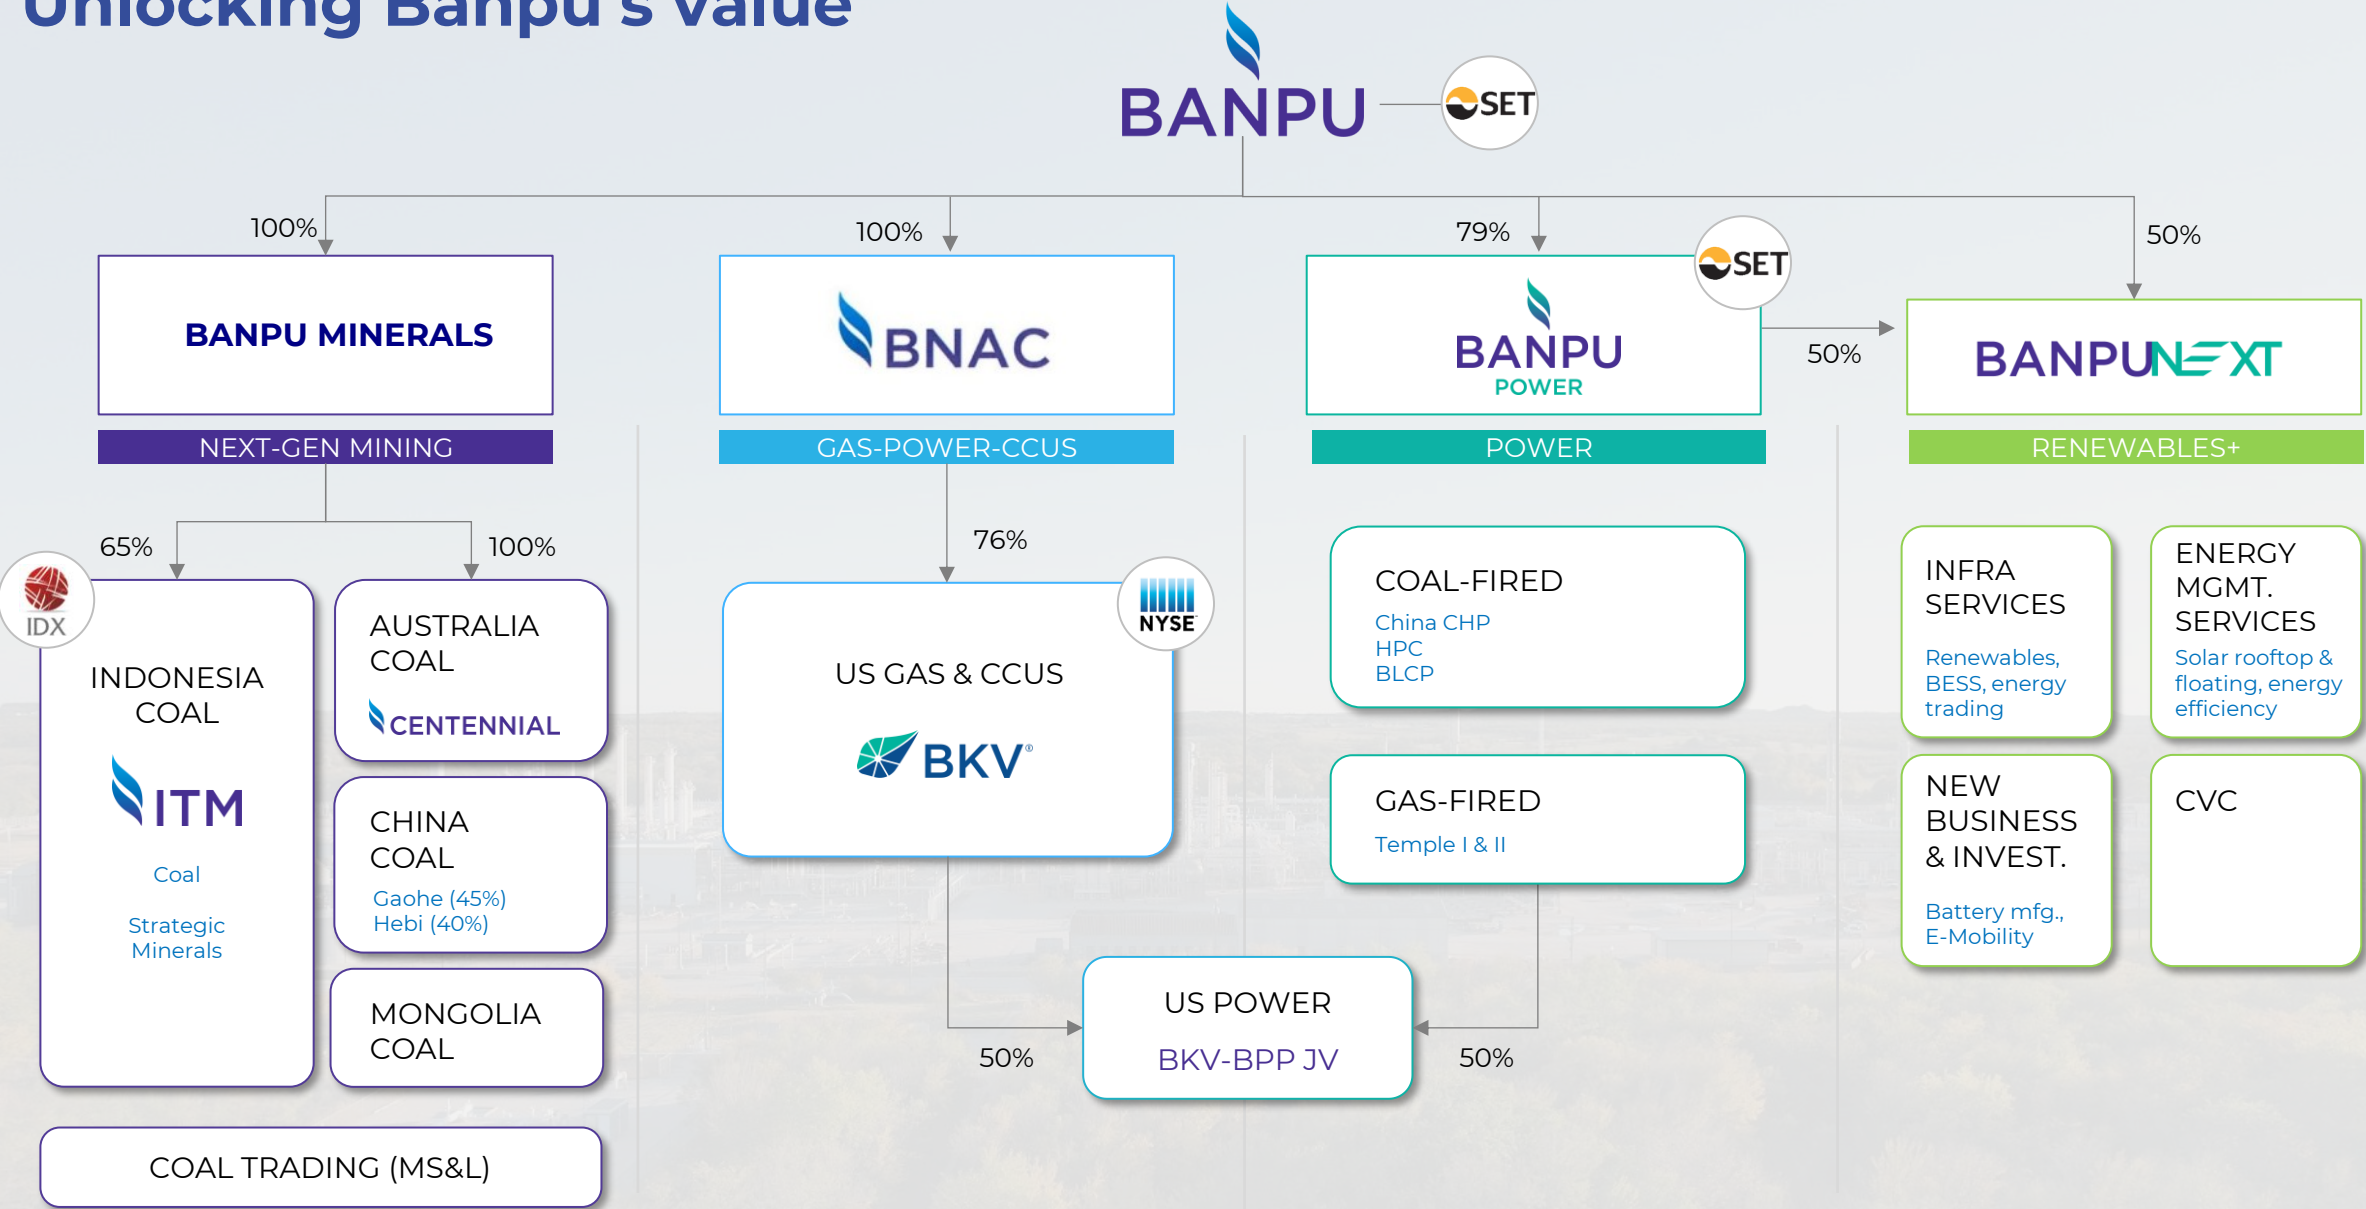 Unlocking Banpu's Value
BANPU
SET
100%
100%
79%
50%
BANPU MINERALS
BNAC
BANPU
POWER
SET
50%
BANPUNEXT
NEXT-GEN MINING
GAS-POWER-CCUS
POWER
RENEWABLES+
65%
100%
76%
IDX
INDONESIA
COAL
ITM
Coal
Strategic
Minerals
AUSTRALIA
COAL
CENTENNIAL
CHINA
COAL
Gaohe (45%)
Hebi (40%)
MONGOLIA
COAL
COAL TRADING (MS&L)
NYSE
US GAS & CCUS
BKV®
COAL-FIRED
China CHP
HPC
BLCP
GAS-FIRED
Temple I & II
50%
US POWER
BKV-BPP JV
50%
INFRA
SERVICES
Renewables,
BESS, energy
trading
ENERGY
MGMT.
SERVICES
Solar rooftop &
floating, energy
efficiency
NEW
BUSINESS
& INVEST.
Battery mfg.,
E-Mobility
CVC